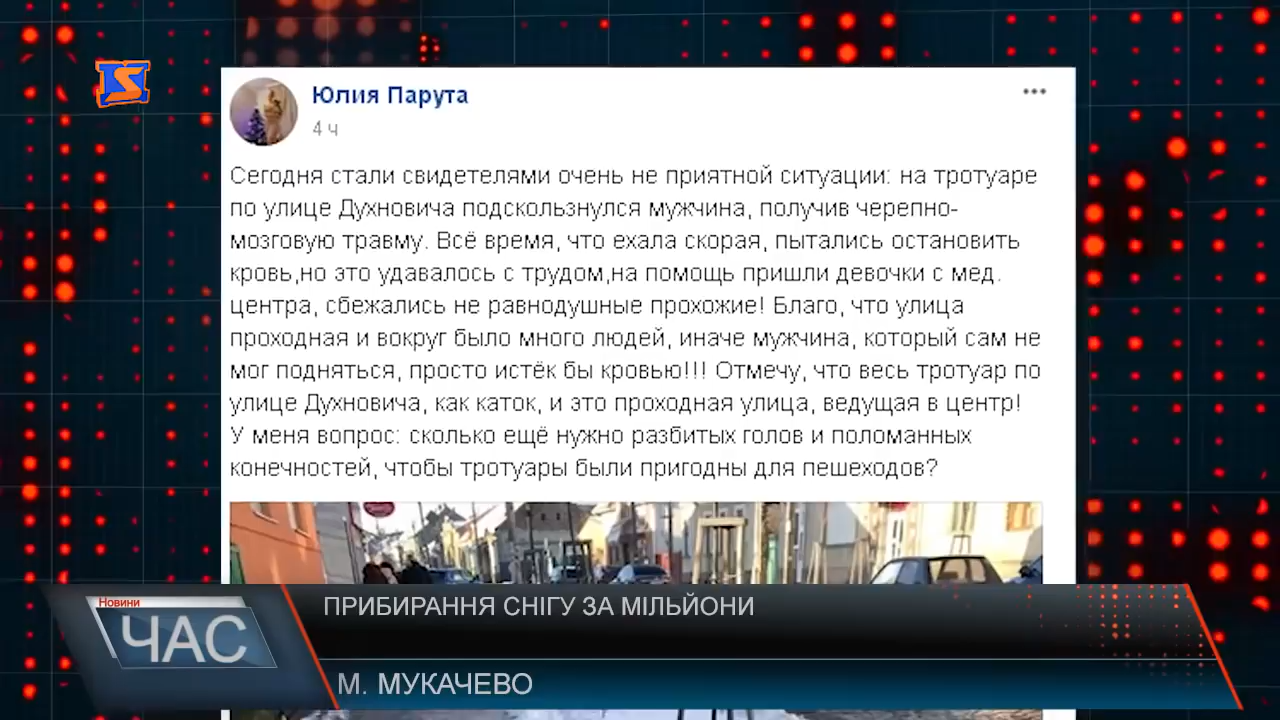 Юлия Парута
4 ч
Сегодня стали свидетелями очень не приятной ситуации: на тротуаре
по улице Духновича подскользнулся мужчина, получив черепно-
мозговую травму. Всё время, что ехала скорая, пытались остановить
кровь,но это удавалось с трудом,на помощь пришли девочки с мед.
центра, сбежались не равнодушные прохожие! Благо, что улица
проходная и вокруг было много людей, иначе мужчина, который сам не
мог подняться, просто истёк бы кровью!!! Отмечу, что весь тротуар по
улице Духновича, как каток, и это проходная улица, ведущая в центр!
У меня вопрос: сколько ещё нужно разбитых голов и поломанных
конечностей, чтобы тротуары были пригодны для пешеходов?
Новини
ЧАС
ПРИБИРАННЯ СНІГУ ЗА МІЛЬЙОНИ
М. МУКАЧЕВО